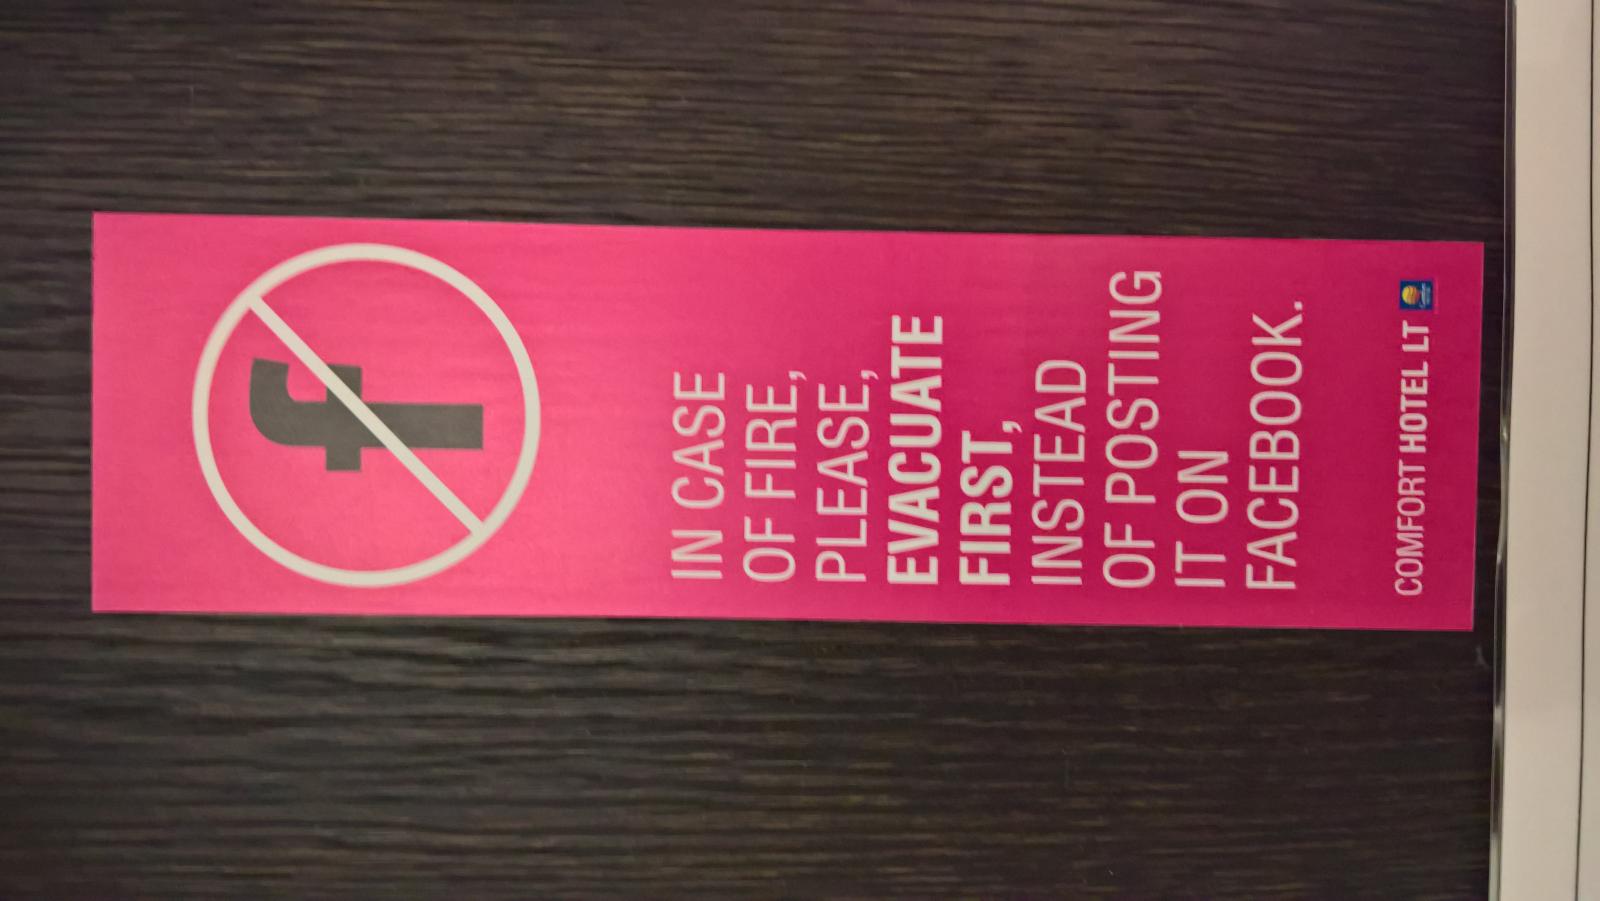 f
IN CASE
OF FIRE,
PLEASE,
EVACUATE
FIRST,
INSTEAD
OF POSTING
IT ON
FACEBOOK.
COMFORT HOTEL LT